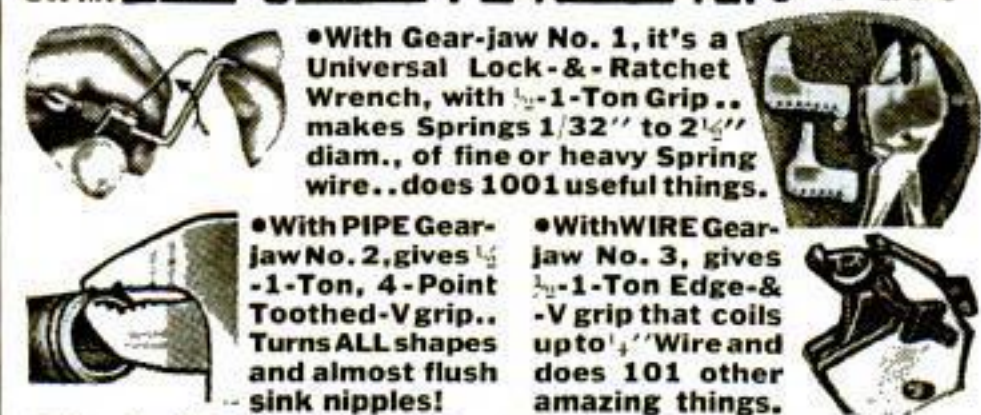 ●With Gear-jaw No. 1, it's a
Universal Lock-&-Ratchet
Wrench, with -1-Ton Grip..
makes Springs 1/32″ to 2½″
diam., of fine or heavy Spring
wire..does 1001 useful things.
●With PIPE Gear-
jaw No. 2, gives ½
-1-Ton, 4-Point
Toothed-V grip..
Turns ALL shapes
and almost flush
sink nipples!
●With WIRE Gear-
jaw No. 3, gives
-1-Ton Edge-&
-V grip that coils
up to ¼″ Wire and
does 101 other
amazing things.